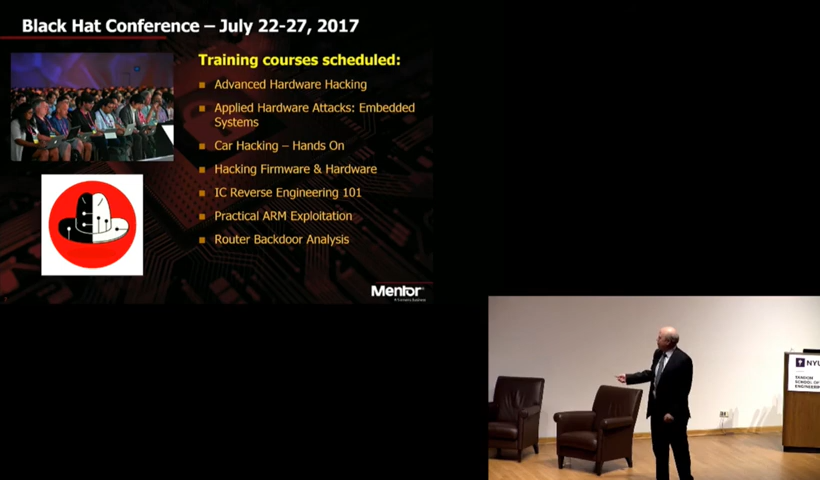 Black Hat Conference – July 22-27, 2017
Training courses scheduled:
Advanced Hardware Hacking
Applied Hardware Attacks: Embedded
Systems
Car Hacking – Hands On
Hacking Firmware & Hardware
IC Reverse Engineering 101
Practical ARM Exploitation
Router Backdoor Analysis
Mentor
A Siemens Business
NYU
TANDON
SCHOOL OF
ENGINEERING